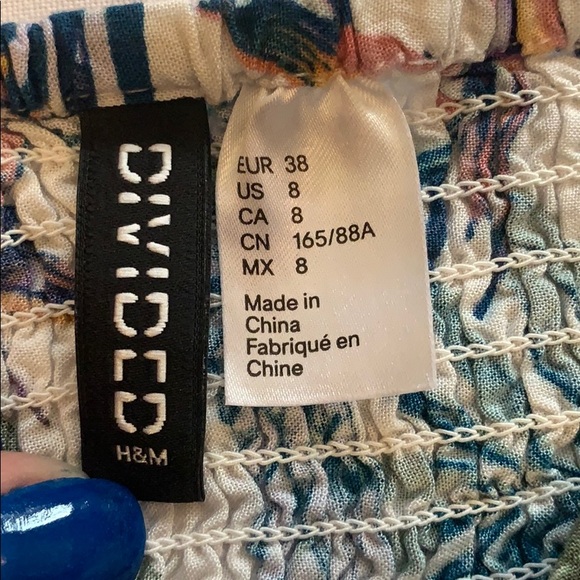 DIVIDED
H&M
EUR 38
US 8
CA 8
CN 165/88A
MX 8
Made in
China
Fabriqué en
Chine